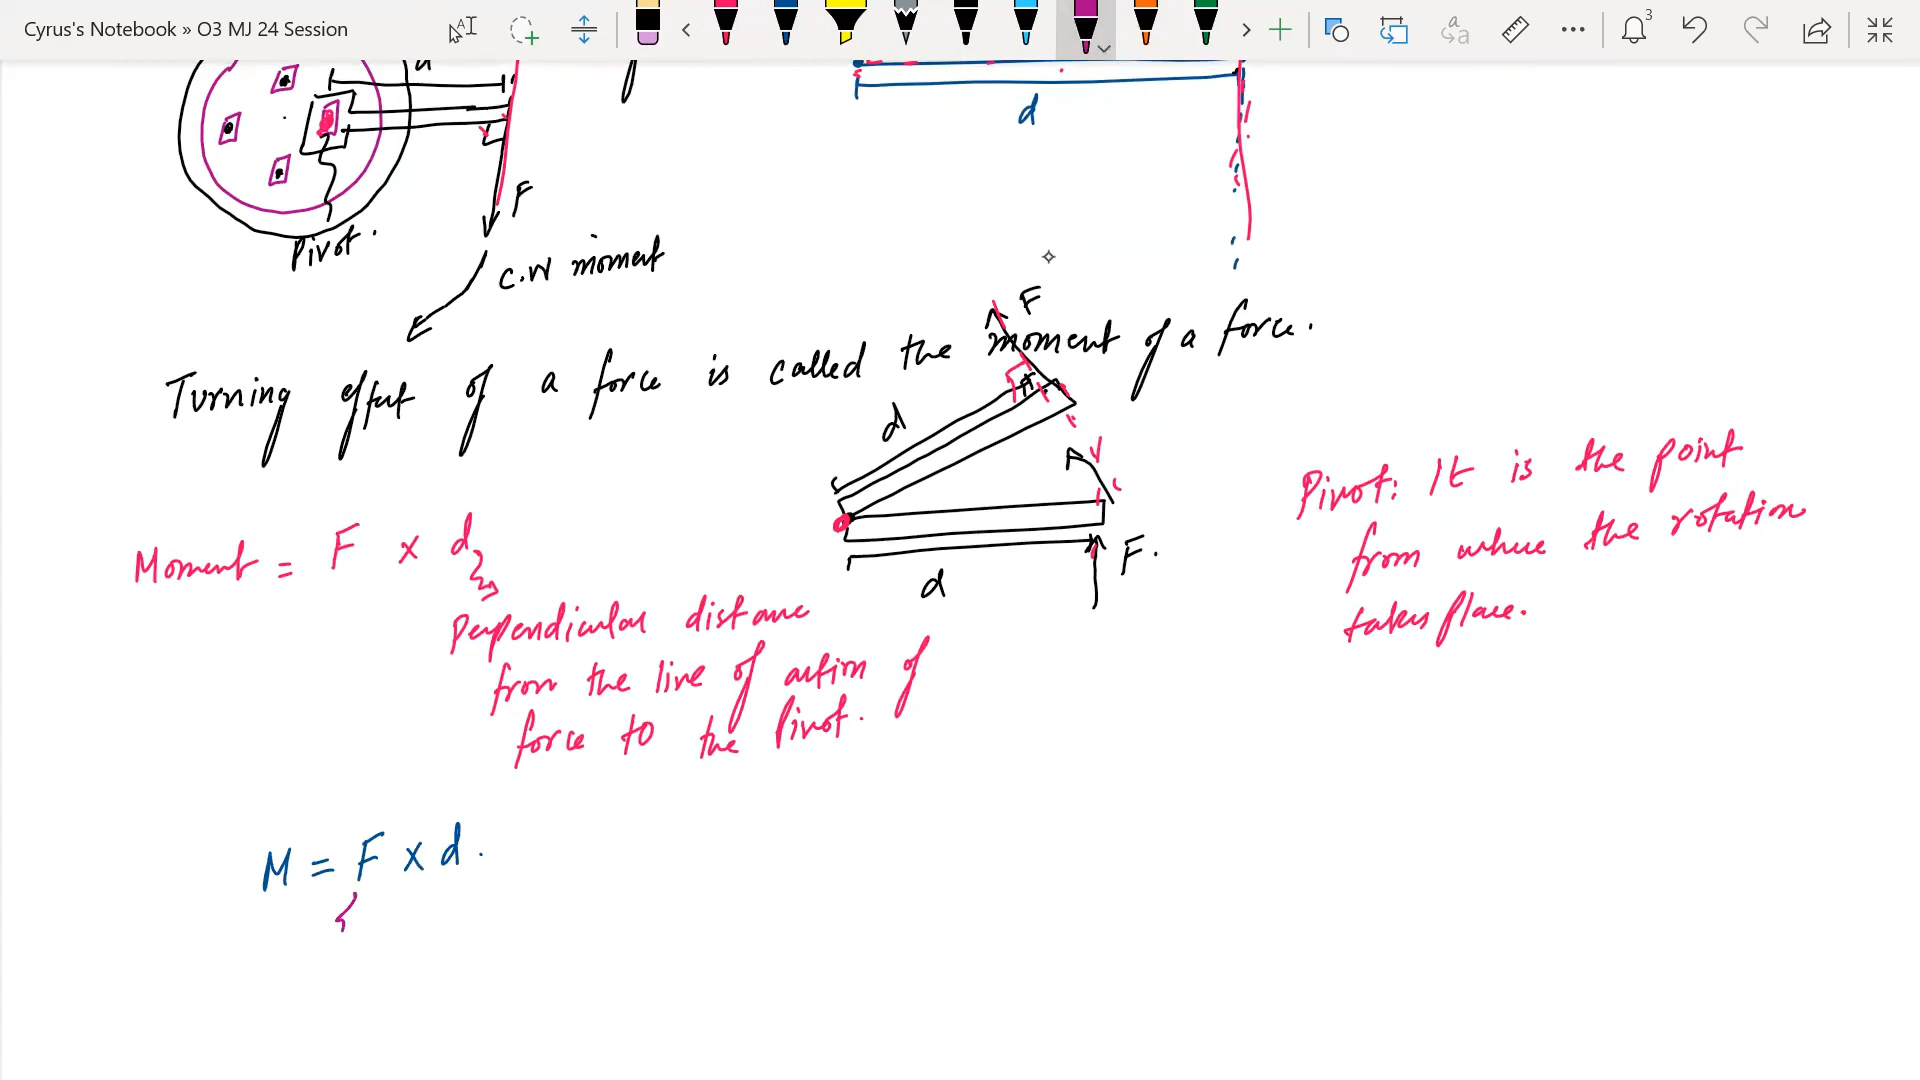 Cyrus's Notebook » O3 MJ 24 Session
3
d
F
Pivot.
C.W moment
F
Turning effect of a force is called the moment of a force.
d
Pivot: It is the point
from where the rotation
takes place.
Moment = F x d
F.
d
Perpendicular distance
from the line of action of
force to the Pivot.
M = F x d.